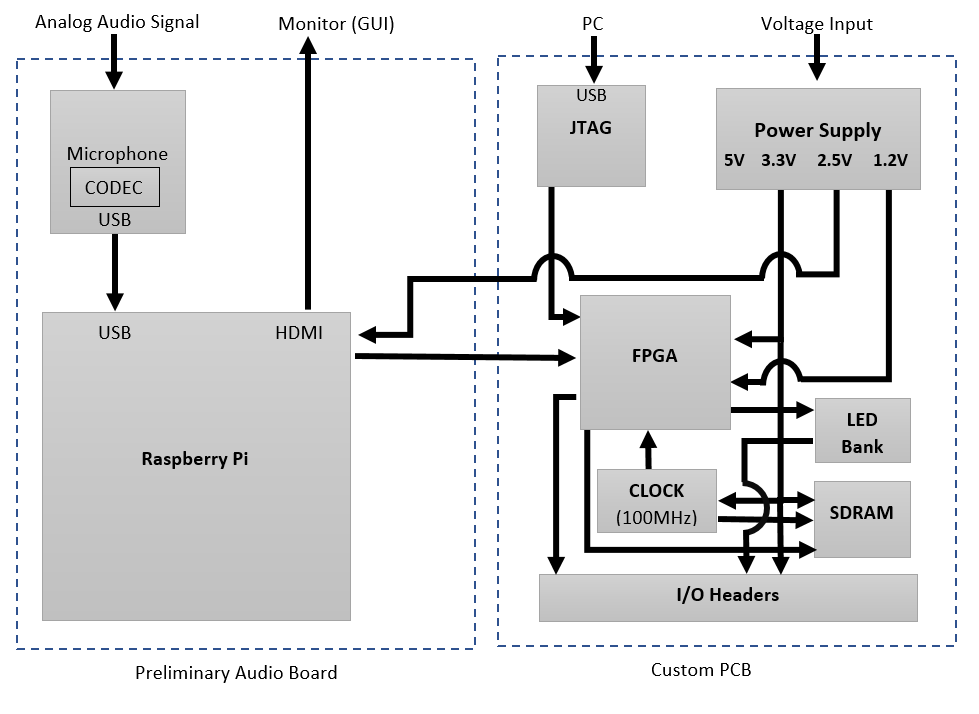 Analog Audio Signal
Monitor (GUI)
PC
Voltage Input
Microphone
CODEC
USB
USB
JTAG
Power Supply
5V 3.3V 2.5V 1.2V
USB
HDMI
Raspberry Pi
FPGA
LED
Bank
CLOCK
(100MHz)
SDRAM
I/O Headers
Preliminary Audio Board
Custom PCB